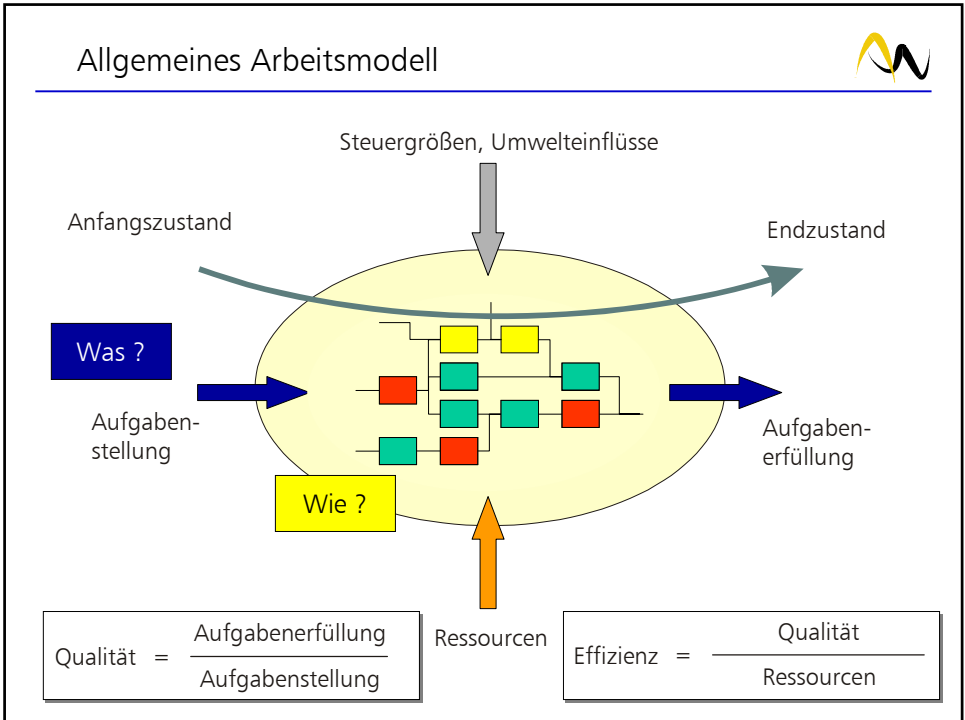 Allgemeines Arbeitsmodell
Steuergrößen, Umwelteinflüsse
Anfangszustand
Endzustand
Was ?
Aufgaben-
stellung
Aufgaben-
erfüllung
Wie ?
Ressourcen
Qualität =
Aufgabenerfüllung
Aufgabenstellung
Effizienz =
Qualität
Ressourcen